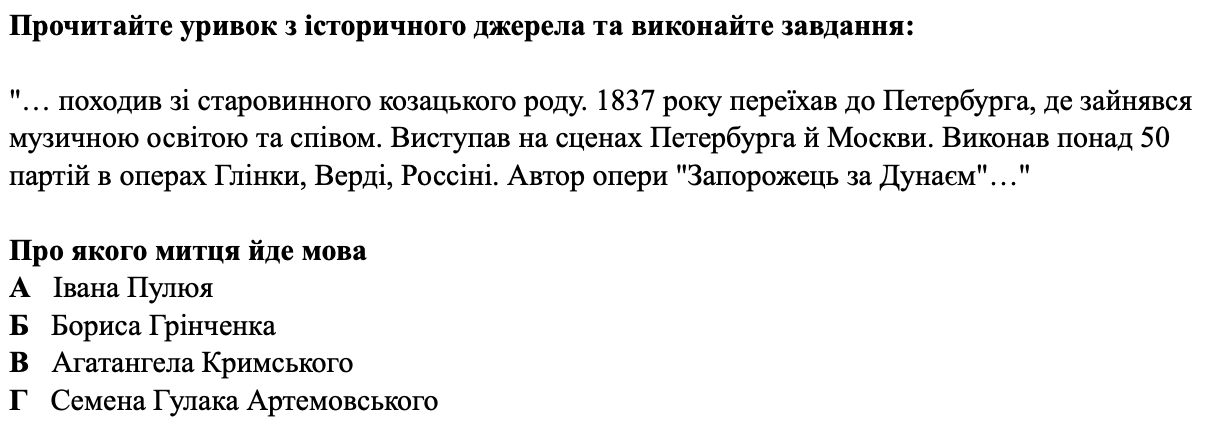 Прочитайте уривок з історичного джерела та виконайте завдання:
"… походив зі старовинного козацького роду. 1837 року переїхав до Петербурга, де зайнявся
музичною освітою та співом. Виступав на сценах Петербурга й Москви. Виконав понад 50
партій в операх Глінки, Верді, Россіні. Автор опери "Запорожець за Дунаєм"…"
Про якого митця йде мова
А Івана Пулюя
Б Бориса Грінченка
В Агатангела Кримського
Г Семена Гулака Артемовського